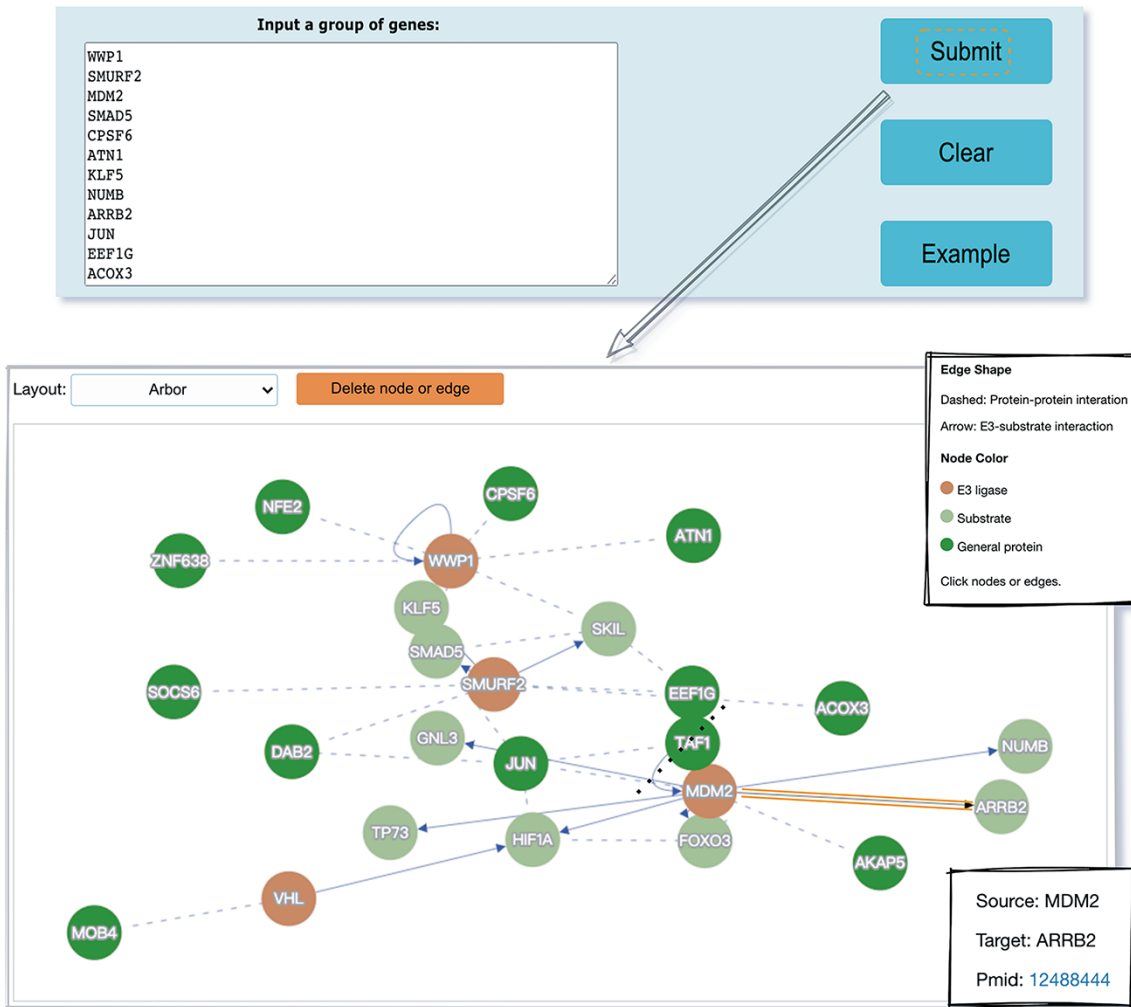 Input a group of genes:
WWP1
SMURF2
MDM2
SMAD5
CPSF6
ATN1
KLF5
NUMB
ARRB2
JUN
EEF1G
ACOX3
Submit
Clear
Example
Layout:
Arbor
Delete node or edge
Edge Shape
Dashed: Protein-protein interation
Arrow: E3-substrate interaction
Node Color
E3 ligase
Substrate
General protein
Click nodes or edges.
NFE2
CPSF6
ATN1
ZNF638
WWP1
KLF5
SKIL
SMAD5
SOCS6
SMURF2
EEF1G
ACOX3
GNL3
TAF1
NUMB
DAB2
JUN
MDM2
ARRB2
TP73
HIF1A
FOXO3
AKAP5
VHL
MOB4
Source: MDM2
Target: ARRB2
Pmid: 12488444